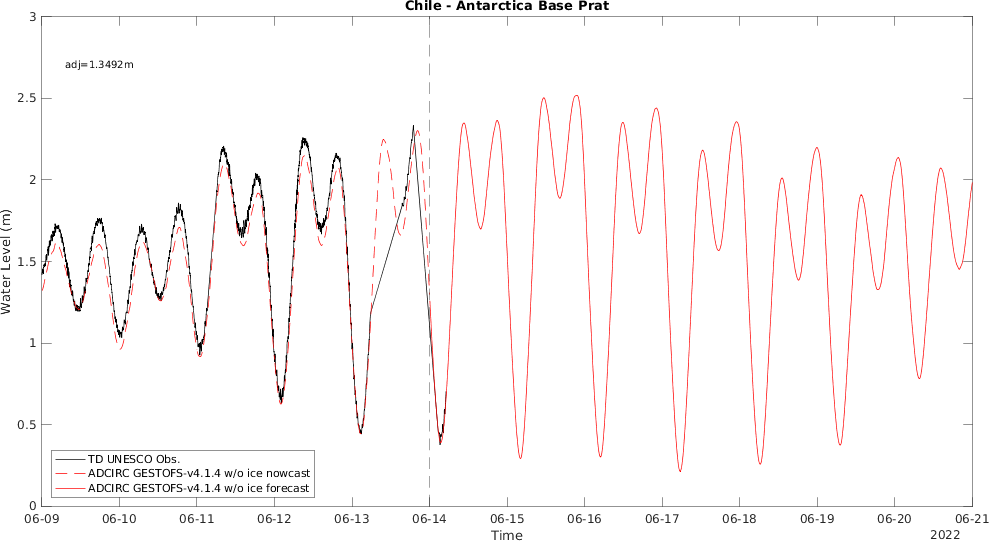 Chile - Antarctica Base Prat
adj=1.3492m
Water Level (m)
3
2.5
2
1.5
1
0.5
0
TD UNESCO Obs.
ADCIRC GESTOFS-v4.1.4 w/o ice nowcast
ADCIRC GESTOFS-v4.1.4 w/o ice forecast
06-09 06-10 06-11 06-12 06-13 06-14 06-15 06-16 06-17 06-18 06-19 06-20 06-21
Time
2022